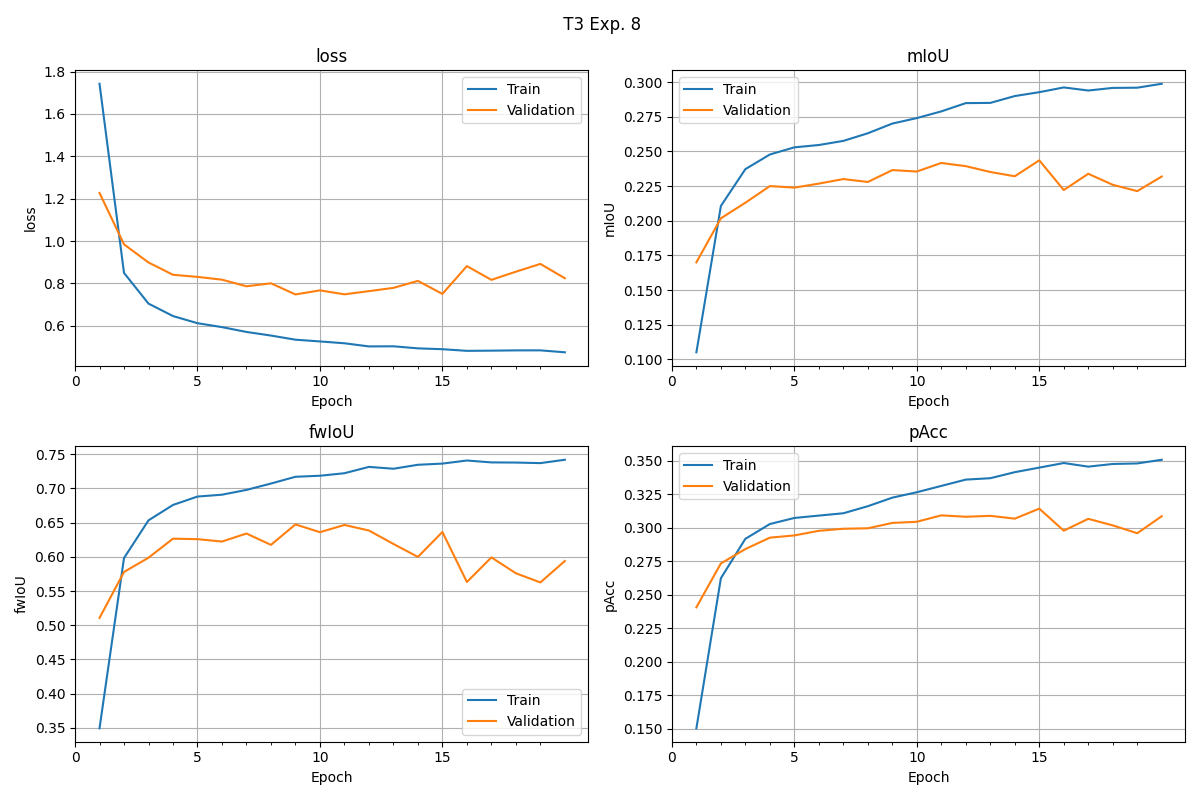 T3 Exp. 8
loss
1.8
1.6
1.4
1.2
1.0
0.8
0.6
loss
Train
Validation
0
5
10
15
Epoch
mIoU
0.300
0.275
0.250
0.225
0.200
0.175
0.150
0.125
0.100
mIoU
Train
Validation
0
5
10
15
Epoch
fwIoU
0.75
0.70
0.65
0.60
0.55
0.50
0.45
0.40
0.35
fwIoU
Train
Validation
0
5
10
15
Epoch
pAcc
0.350
0.325
0.300
0.275
0.250
0.225
0.200
0.175
0.150
pAcc
Train
Validation
0
5
10
15
Epoch